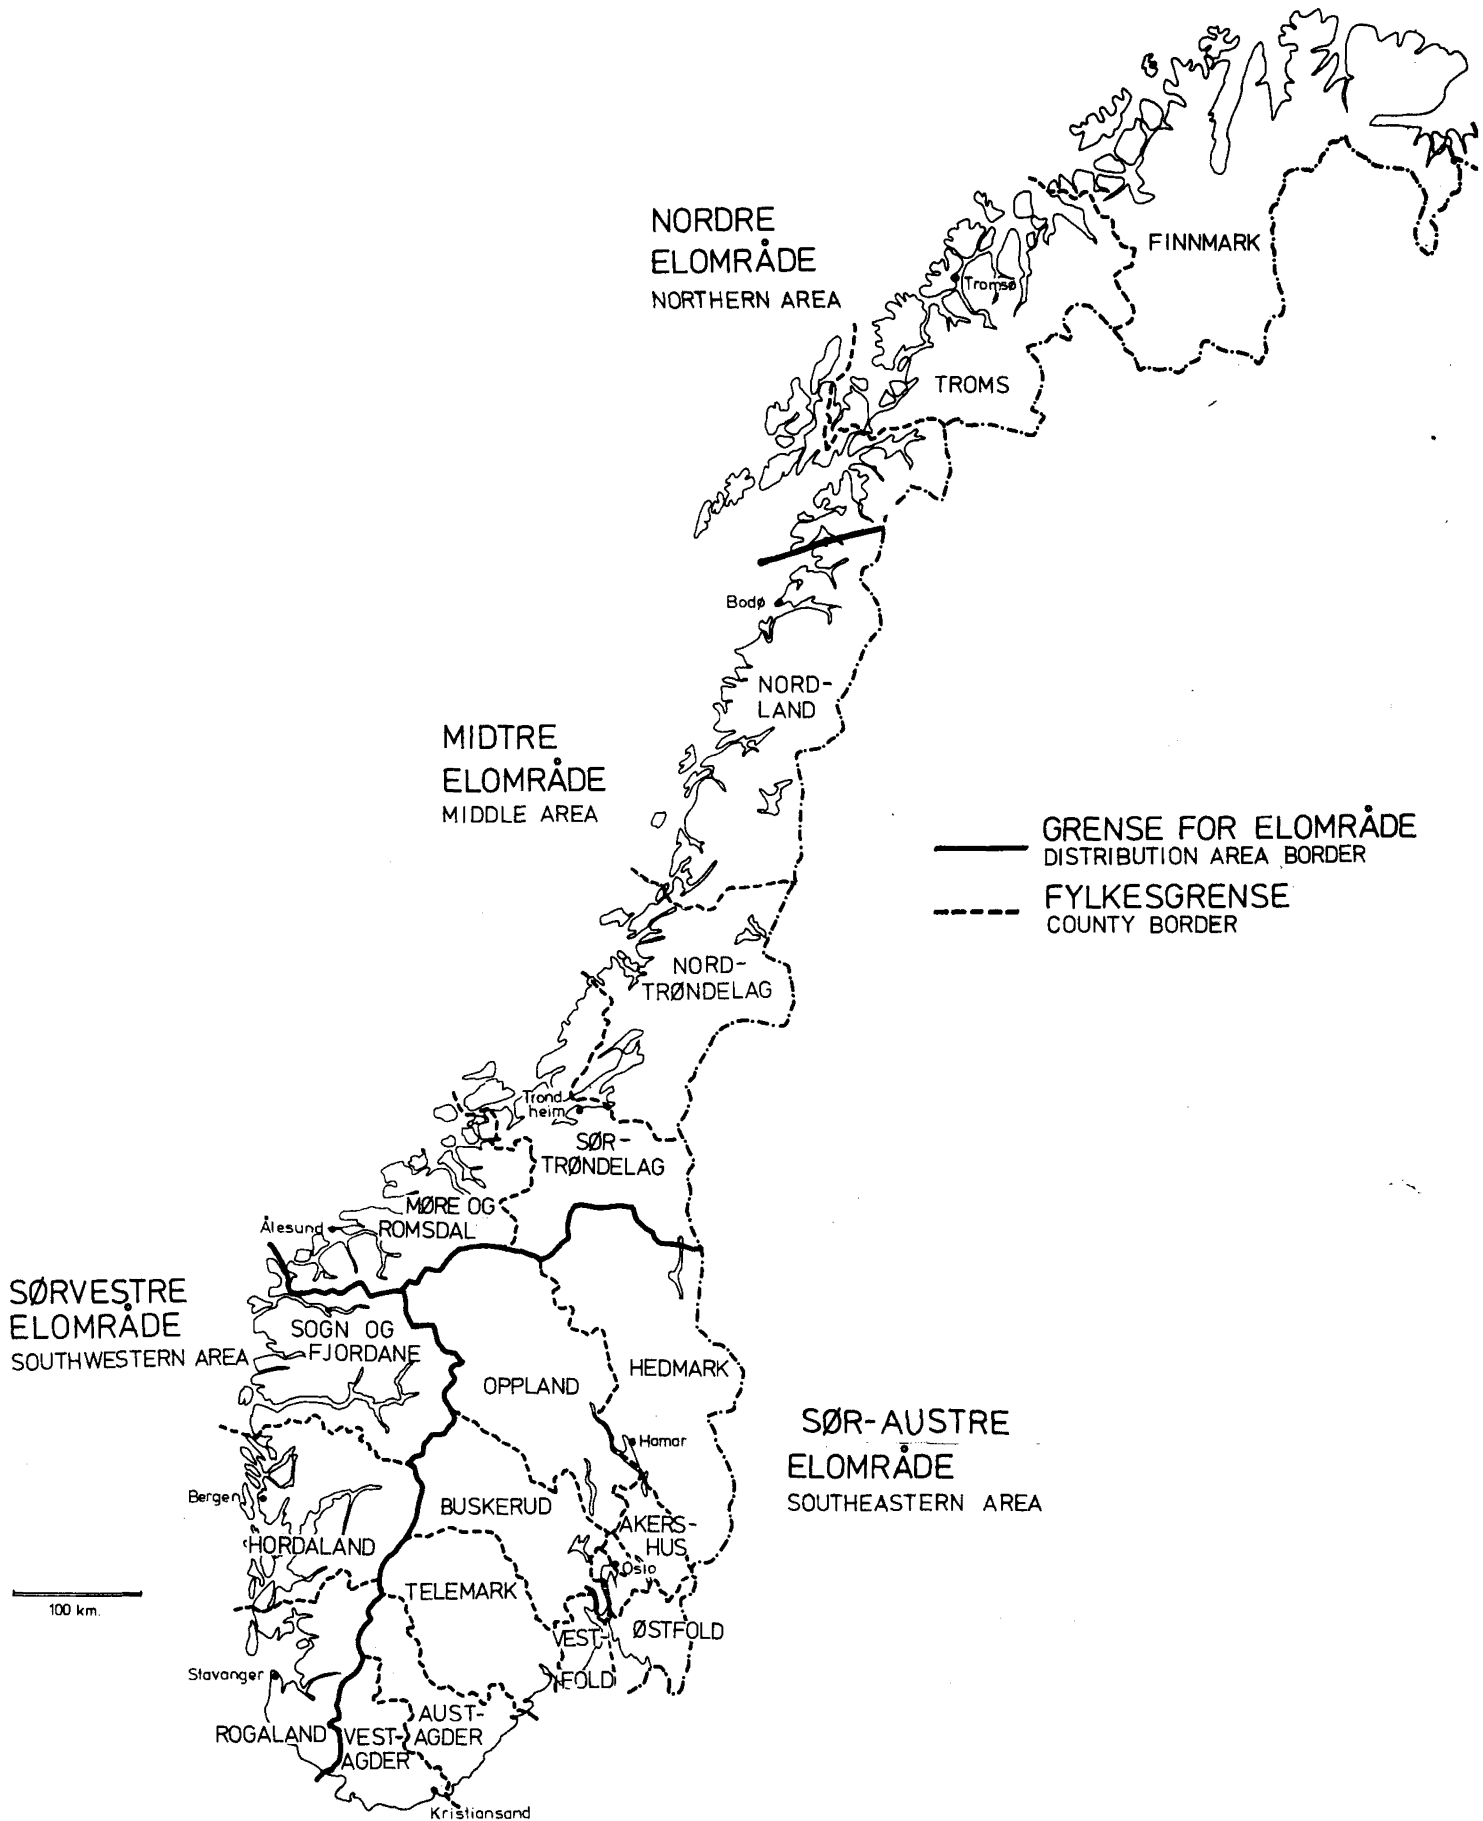 FINNMARK
NORDRE
ELOMRÅDE
NORTHERN AREA
Tromsø
TROMS
Bodø
NORD-
LAND
MIDTRE
ELOMRÅDE
MIDDLE AREA
GRENSE FOR ELOMRÅDE
DISTRIBUTION AREA BORDER
FYLKESGRENSE
COUNTY BORDER
NORD-
TRØNDELAG
Trond-
heim
SØR-
TRØNDELAG
MØRE OG
ROMSDAL
Ålesund
SØRVESTRE
ELOMRÅDE
SOUTHWESTERN AREA
SOGN OG
FJORDANE
HEDMARK
OPPLAND
SØR-AUSTRE
ELOMRÅDE
SOUTHEASTERN AREA
Hamar
Bergen
BUSKERUD
AKERS-
HUS
HORDALAND
Oslo
TELEMARK
100 km.
VEST-
FOLD
ØSTFOLD
Stavanger
ROGALAND
VEST-
AGDER
AUST-
AGDER
Kristiansand